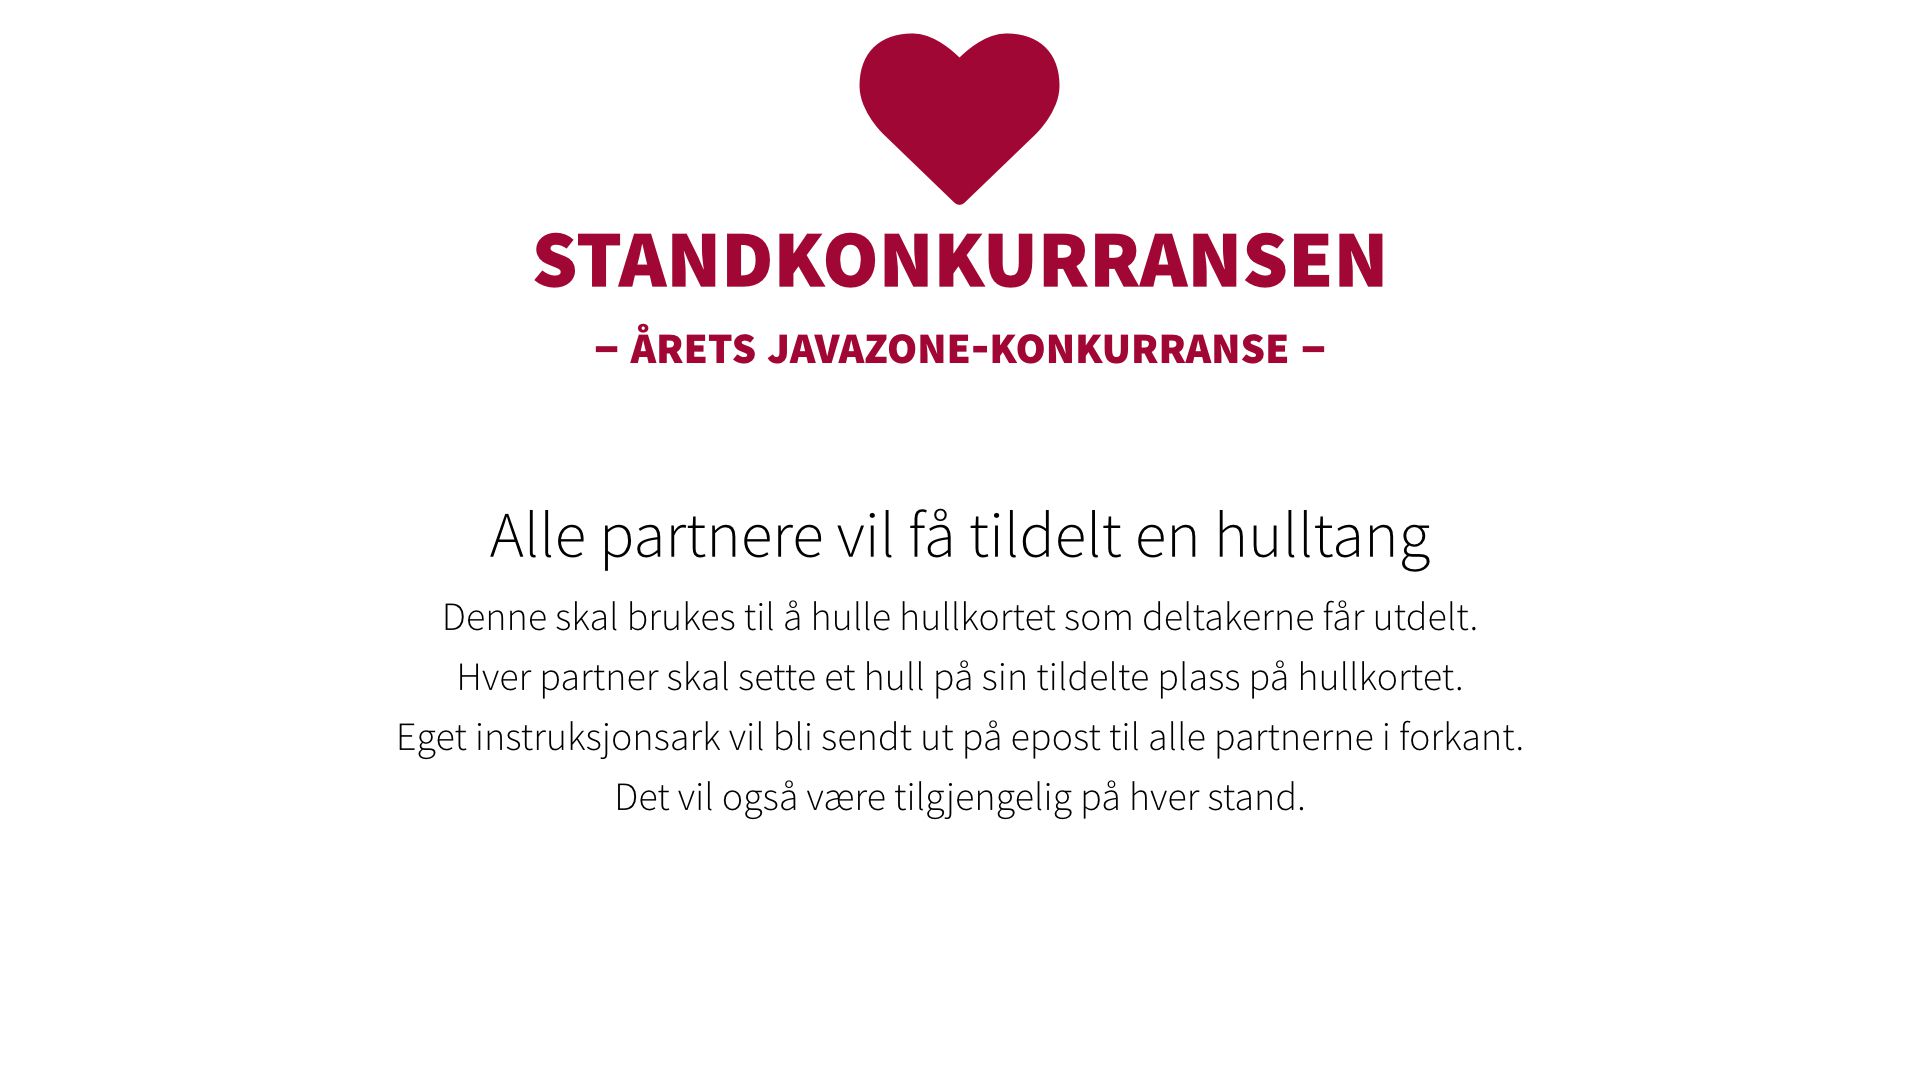 STANDKONKURRANSEN
– ÅRETS JAVAZONE-KONKURRANSE –
Alle partnere vil få tildelt en hulltang
Denne skal brukes til å hulle hullkortet som deltakerne får utdelt.
Hver partner skal sette et hull på sin tildelte plass på hullkortet.
Eget instruksjonsark vil bli sendt ut på epost til alle partnerne i forkant.
Det vil også være tilgjengelig på hver stand.